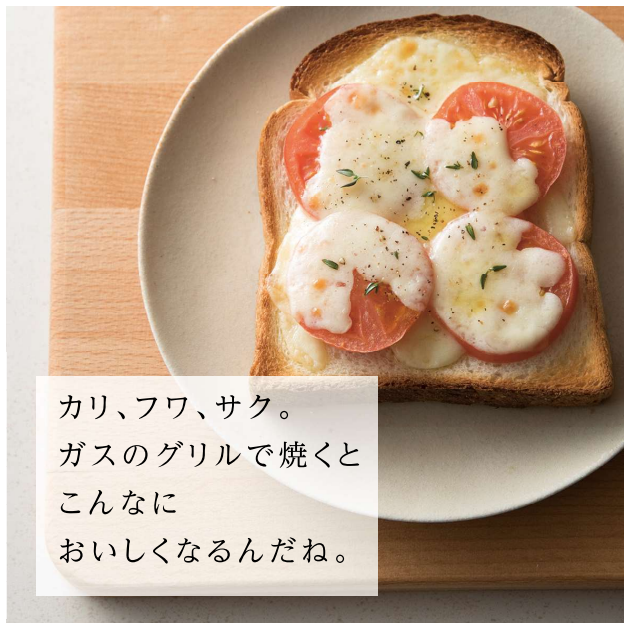 カリ、フワ、サク。
ガスのグリルで焼くと
こんなに
おいしくなるんだね。